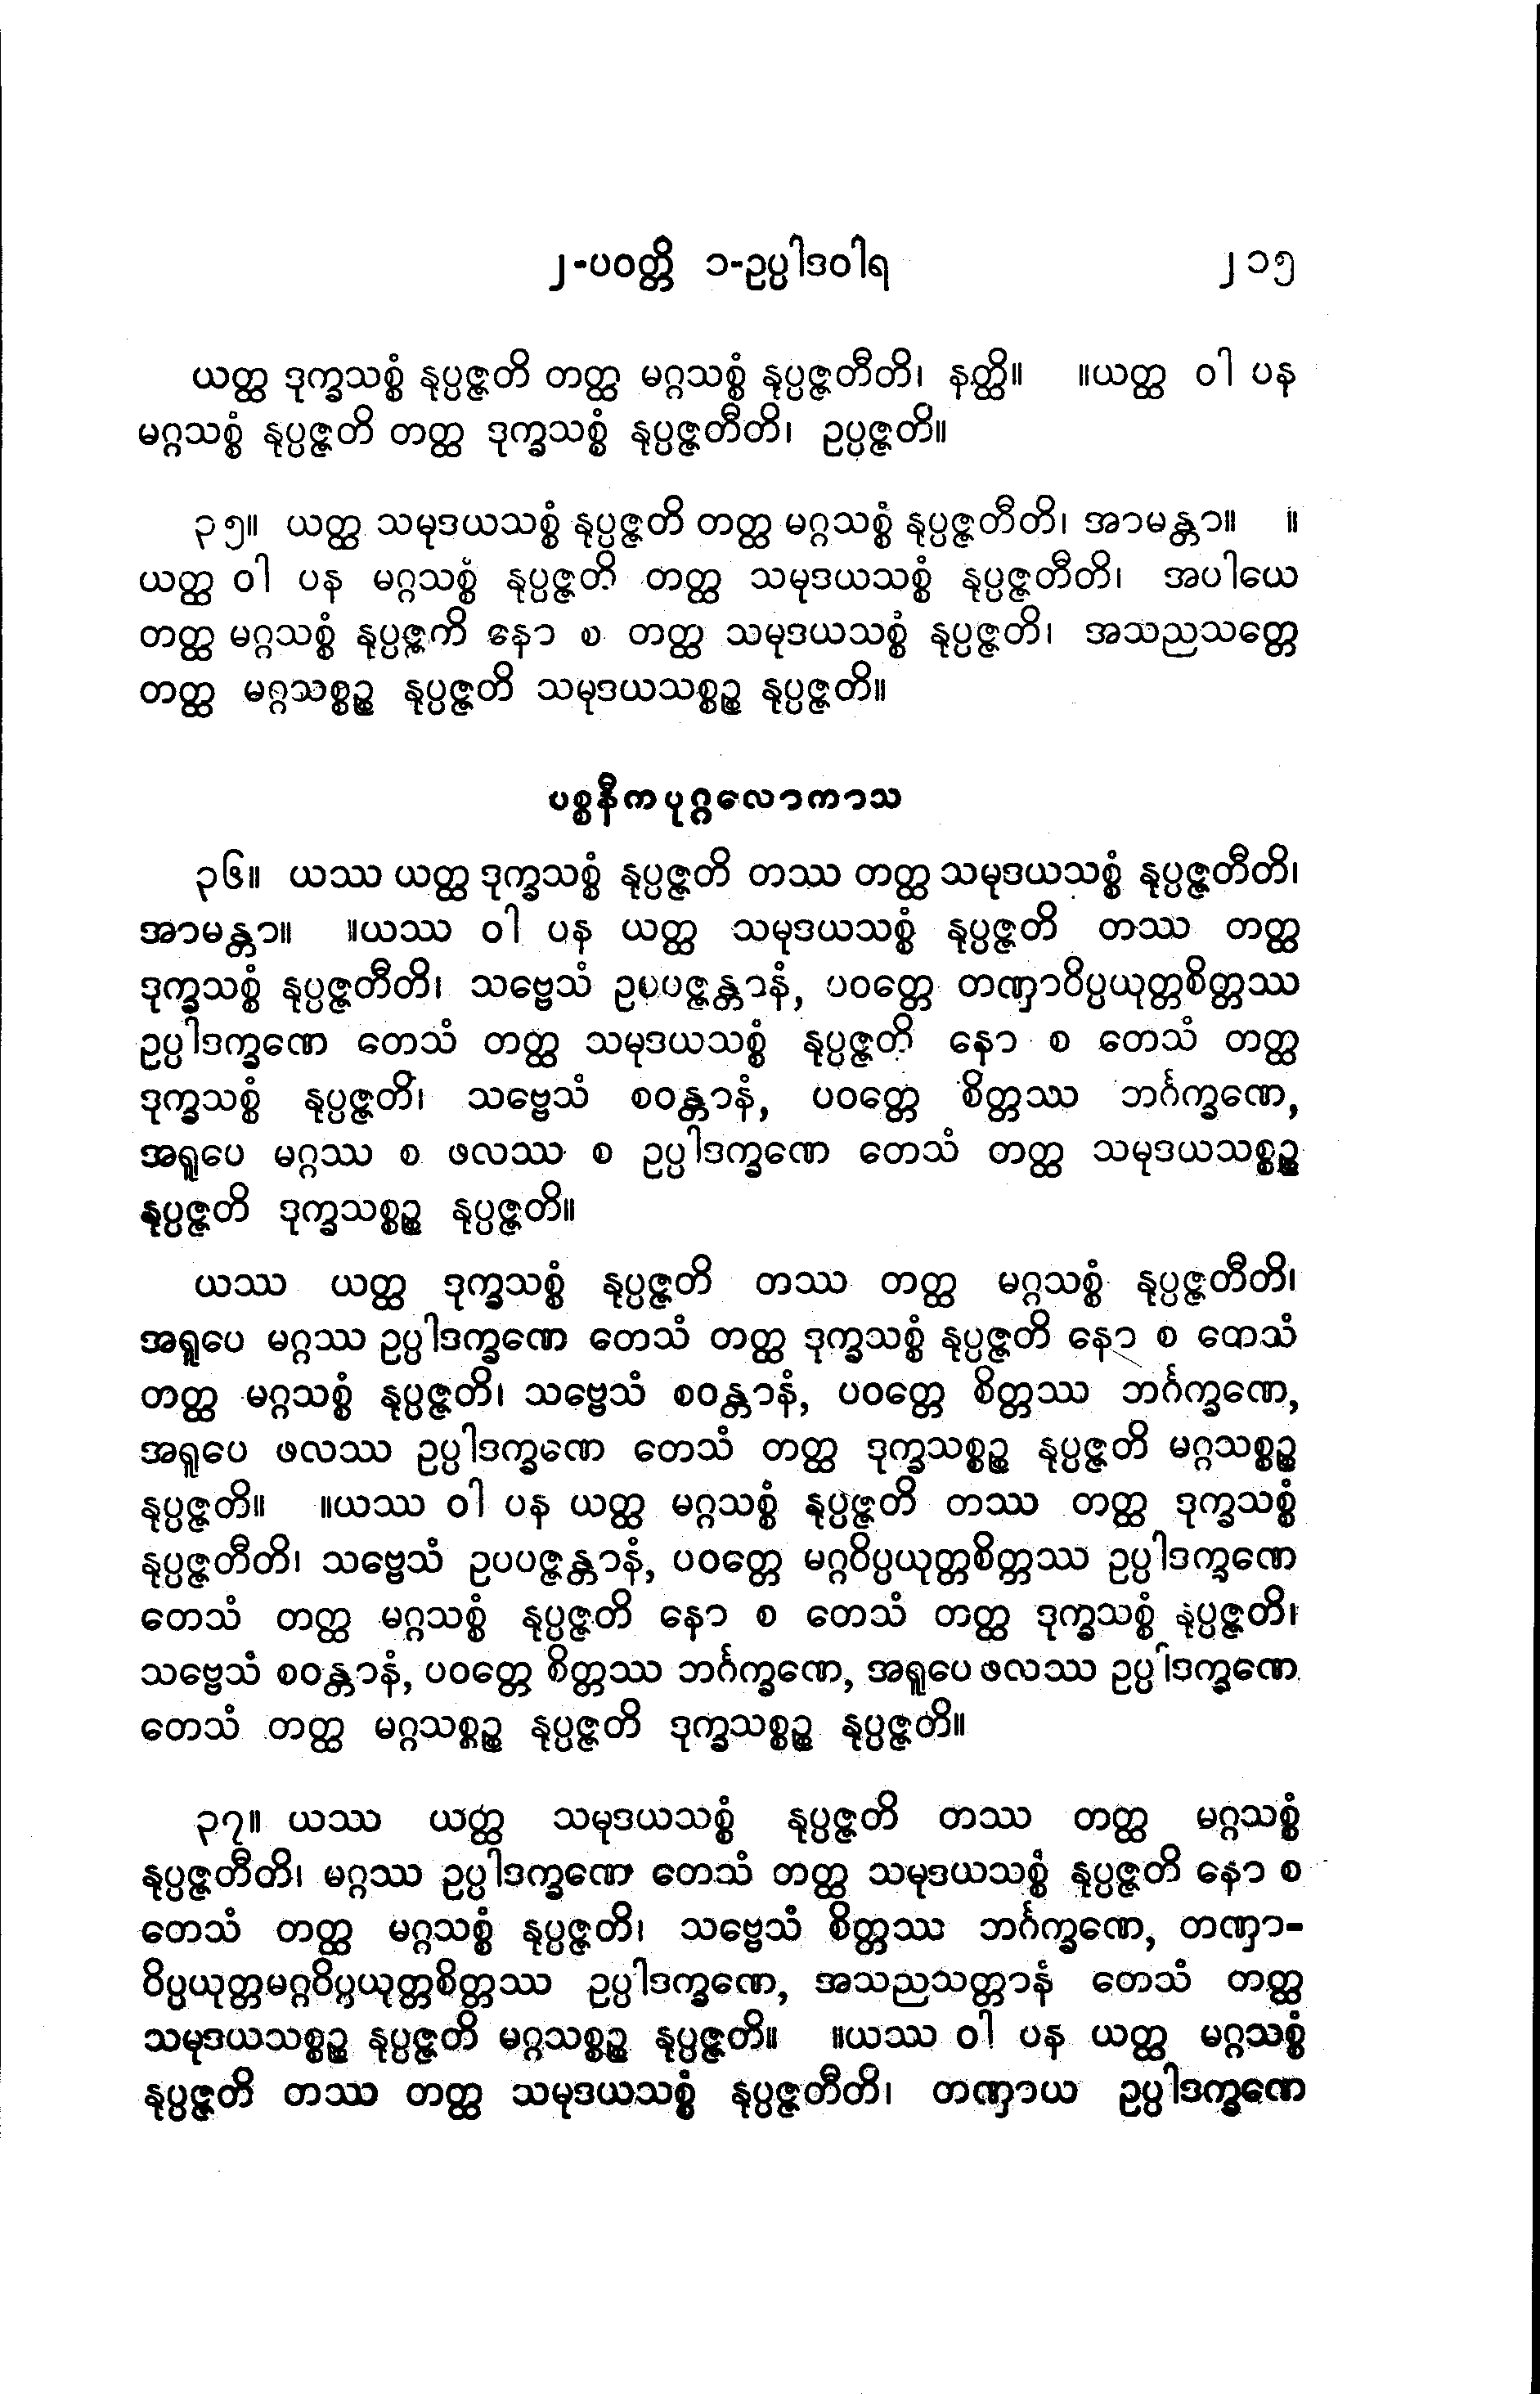 ၂-ပဝတ္တိ ၁-ဥပ္ပါဒဝါရ ၂၁၅
ယတ္ထ ဒုက္ခသစ္စံ နုပ္ပဇ္ဇတိ တတ္ထ မဂ္ဂသစ္စံ နုပ္ပဇ္ဇတီတိ၊ နတ္ထိ။ ။ယတ္ထ ဝါ ပန
မဂ္ဂသစ္စံ နုပ္ပဇ္ဇတိ တတ္ထ ဒုက္ခသစ္စံ နုပ္ပဇ္ဇတီတိ၊ ဥပ္ပဇ္ဇတိ။
၃၅။ ယတ္ထ သမုဒယသစ္စံ နုပ္ပဇ္ဇတိ တတ္ထ မဂ္ဂသစ္စံ နုပ္ပဇ္ဇတီတိ၊ အာမန္တာ။ ။
ယတ္ထ ဝါ ပန မဂ္ဂသစ္စံ နုပ္ပဇ္ဇတိ တတ္ထ သမုဒယသစ္စံ နုပ္ပဇ္ဇတီတိ၊ အပါယေ
တတ္ထ မဂ္ဂသစ္စံ နုပ္ပဇ္ဇကိ နော စ တတ္ထ သမုဒယသစ္စံ နုပ္ပဇ္ဇတိ၊ အသညသတ္တေ
တတ္ထ မဂ္ဂသစ္စဉ္စ နုပ္ပဇ္ဇတိ သမုဒယသစ္စဉ္စ နုပ္ပဇ္ဇတိ။
ပစ္စနီကပုဂ္ဂလောကာသ
၃၆။ ယဿ ယတ္ထ ဒုက္ခသစ္စံ နုပ္ပဇ္ဇတိ တဿ တတ္ထ သမုဒယသစ္စံ နုပ္ပဇ္ဇတီတိ၊
အာမန္တာ။ ။ယဿ ဝါ ပန ယတ္ထ သမုဒယသစ္စံ နုပ္ပဇ္ဇတိ တဿ တတ္ထ
ဒုက္ခသစ္စံ နုပ္ပဇ္ဇတီတိ၊ သဗ္ဗေသံ ဥပပဇ္ဇန္တာနံ, ပဝတ္တေ တဏှာဝိပ္ပယုတ္တစိတ္တဿ
ဥပ္ပါဒက္ခဏေ တေသံ တတ္ထ သမုဒယသစ္စံ နုပ္ပဇ္ဇတိ နော စ တေသံ တတ္ထ
ဒုက္ခသစ္စံ နုပ္ပဇ္ဇတိ၊ သဗ္ဗေသံ စဝန္တာနံ, ပဝတ္တေ စိတ္တဿ ဘင်္ဂက္ခဏေ,
အရူပေ မဂ္ဂဿ စ ဖလဿ စ ဥပ္ပါဒက္ခဏေ တေသံ တတ္ထ သမုဒယသစ္စဉ္စ
နုပ္ပဇ္ဇတိ ဒုက္ခသစ္စဉ္စ နုပ္ပဇ္ဇတိ။
ယဿ ယတ္ထ ဒုက္ခသစ္စံ နုပ္ပဇ္ဇတိ တဿ တတ္ထ မဂ္ဂသစ္စံ နုပ္ပဇ္ဇတီတိ၊
အရူပေ မဂ္ဂဿ ဥပ္ပါဒက္ခဏေ တေသံ တတ္ထ ဒုက္ခသစ္စံ နုပ္ပဇ္ဇတိ နော စ တေသံ
တတ္ထ မဂ္ဂသစ္စံ နုပ္ပဇ္ဇတိ၊ သဗ္ဗေသံ စဝန္တာနံ, ပဝတ္တေ စိတ္တဿ ဘင်္ဂက္ခဏေ,
အရူပေ ဖလဿ ဥပ္ပါဒက္ခဏေ တေသံ တတ္ထ ဒုက္ခသစ္စဉ္စ နုပ္ပဇ္ဇတိ မဂ္ဂသစ္စဉ္စ
နုပ္ပဇ္ဇတိ။ ။ယဿ ဝါ ပန ယတ္ထ မဂ္ဂသစ္စံ နုပ္ပဇ္ဇတိ တဿ တတ္ထ ဒုက္ခသစ္စံ
နုပ္ပဇ္ဇတီတိ၊ သဗ္ဗေသံ ဥပပဇ္ဇန္တာနံ, ပဝတ္တေ မဂ္ဂဝိပ္ပယုတ္တစိတ္တဿ ဥပ္ပါဒက္ခဏေ
တေသံ တတ္ထ မဂ္ဂသစ္စံ နုပ္ပဇ္ဇတိ နော စ တေသံ တတ္ထ ဒုက္ခသစ္စံ နုပ္ပဇ္ဇတိ၊
သဗ္ဗေသံ စဝန္တာနံ, ပဝတ္တေ စိတ္တဿ ဘင်္ဂက္ခဏေ, အရူပေ ဖလဿ ဥပ္ပါဒက္ခဏေ
တေသံ တတ္ထ မဂ္ဂသစ္စဉ္စ နုပ္ပဇ္ဇတိ ဒုက္ခသစ္စဉ္စ နုပ္ပဇ္ဇတိ။
၃၇။ ယဿ ယတ္ထ သမုဒယသစ္စံ နုပ္ပဇ္ဇတိ တဿ တတ္ထ မဂ္ဂသစ္စံ
နုပ္ပဇ္ဇတီတိ၊ မဂ္ဂဿ ဥပ္ပါဒက္ခဏေ တေသံ တတ္ထ သမုဒယသစ္စံ နုပ္ပဇ္ဇတိ နော စ
တေသံ တတ္ထ မဂ္ဂသစ္စံ နုပ္ပဇ္ဇတိ၊ သဗ္ဗေသံ စိတ္တဿ ဘင်္ဂက္ခဏေ, တဏှာ-
ဝိပ္ပယုတ္တမဂ္ဂဝိပ္ပယုတ္တစိတ္တဿ ဥပ္ပါဒက္ခဏေ, အသညသတ္တာနံ တေသံ တတ္ထ
သမုဒယသစ္စဉ္စ နုပ္ပဇ္ဇတိ မဂ္ဂသစ္စဉ္စ နုပ္ပဇ္ဇတိ။ ။ယဿ ဝါ ပန ယတ္ထ မဂ္ဂသစ္စံ
နုပ္ပဇ္ဇတိ တဿ တတ္ထ သမုဒယသစ္စံ နုပ္ပဇ္ဇတီတိ၊ တဏှာယ ဥပ္ပါဒက္ခဏေ